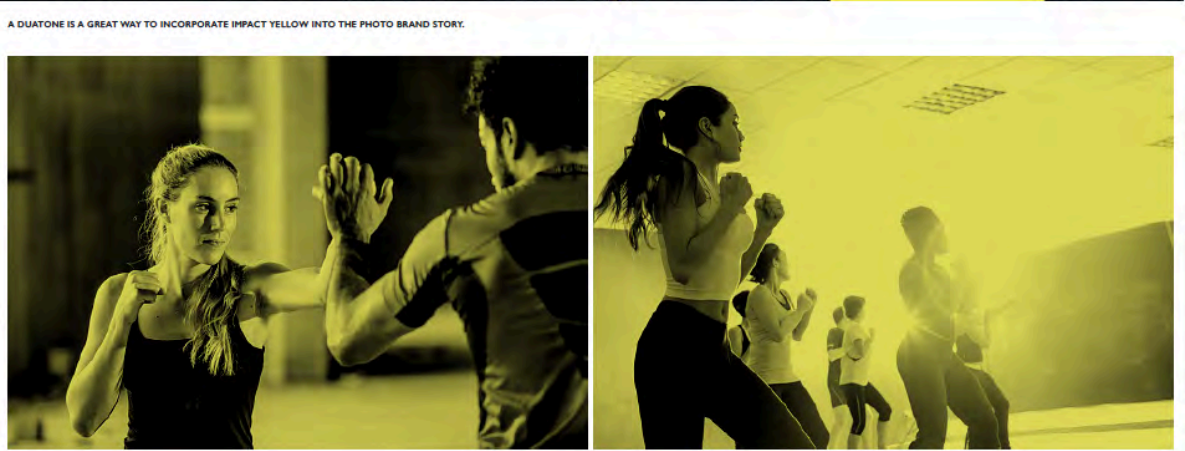 A DUATONE IS A GREAT WAY TO INCORPORATE IMPACT YELLOW INTO THE PHOTO BRAND STORY.